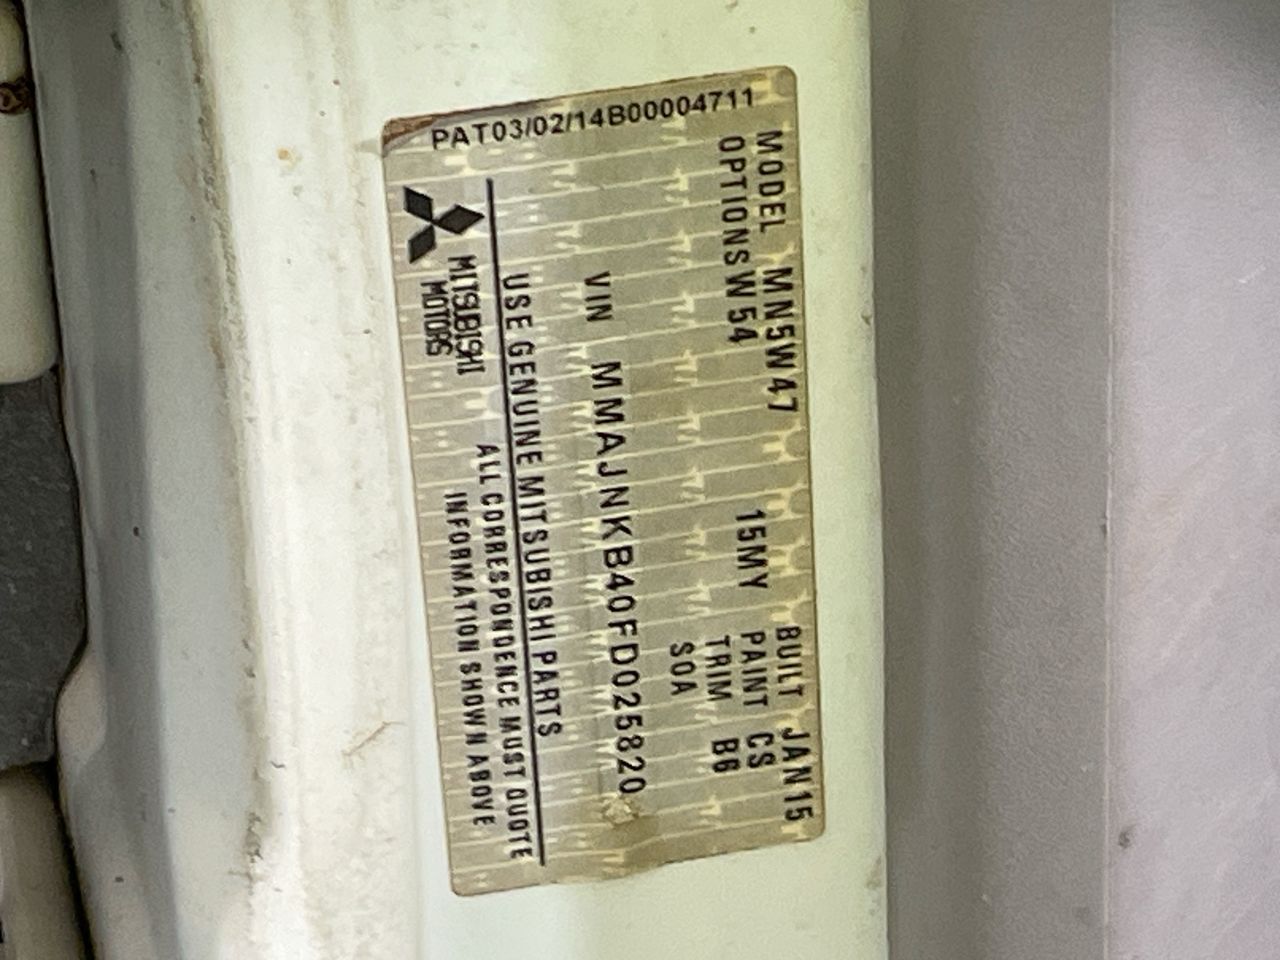 PAT03/02/14B00004711
MODEL MN5W47 15MY BUILT JAN15
OPTIONS W54 PAINT CS
TRIM B6
SOA
VIN MMAJNKB40FD025820
USE GENUINE MITSUBISHI PARTS
MITSUBISHI
MOTORS
ALL CORRESPONDENCE MUST QUOTE
INFORMATION SHOWN ABOVE